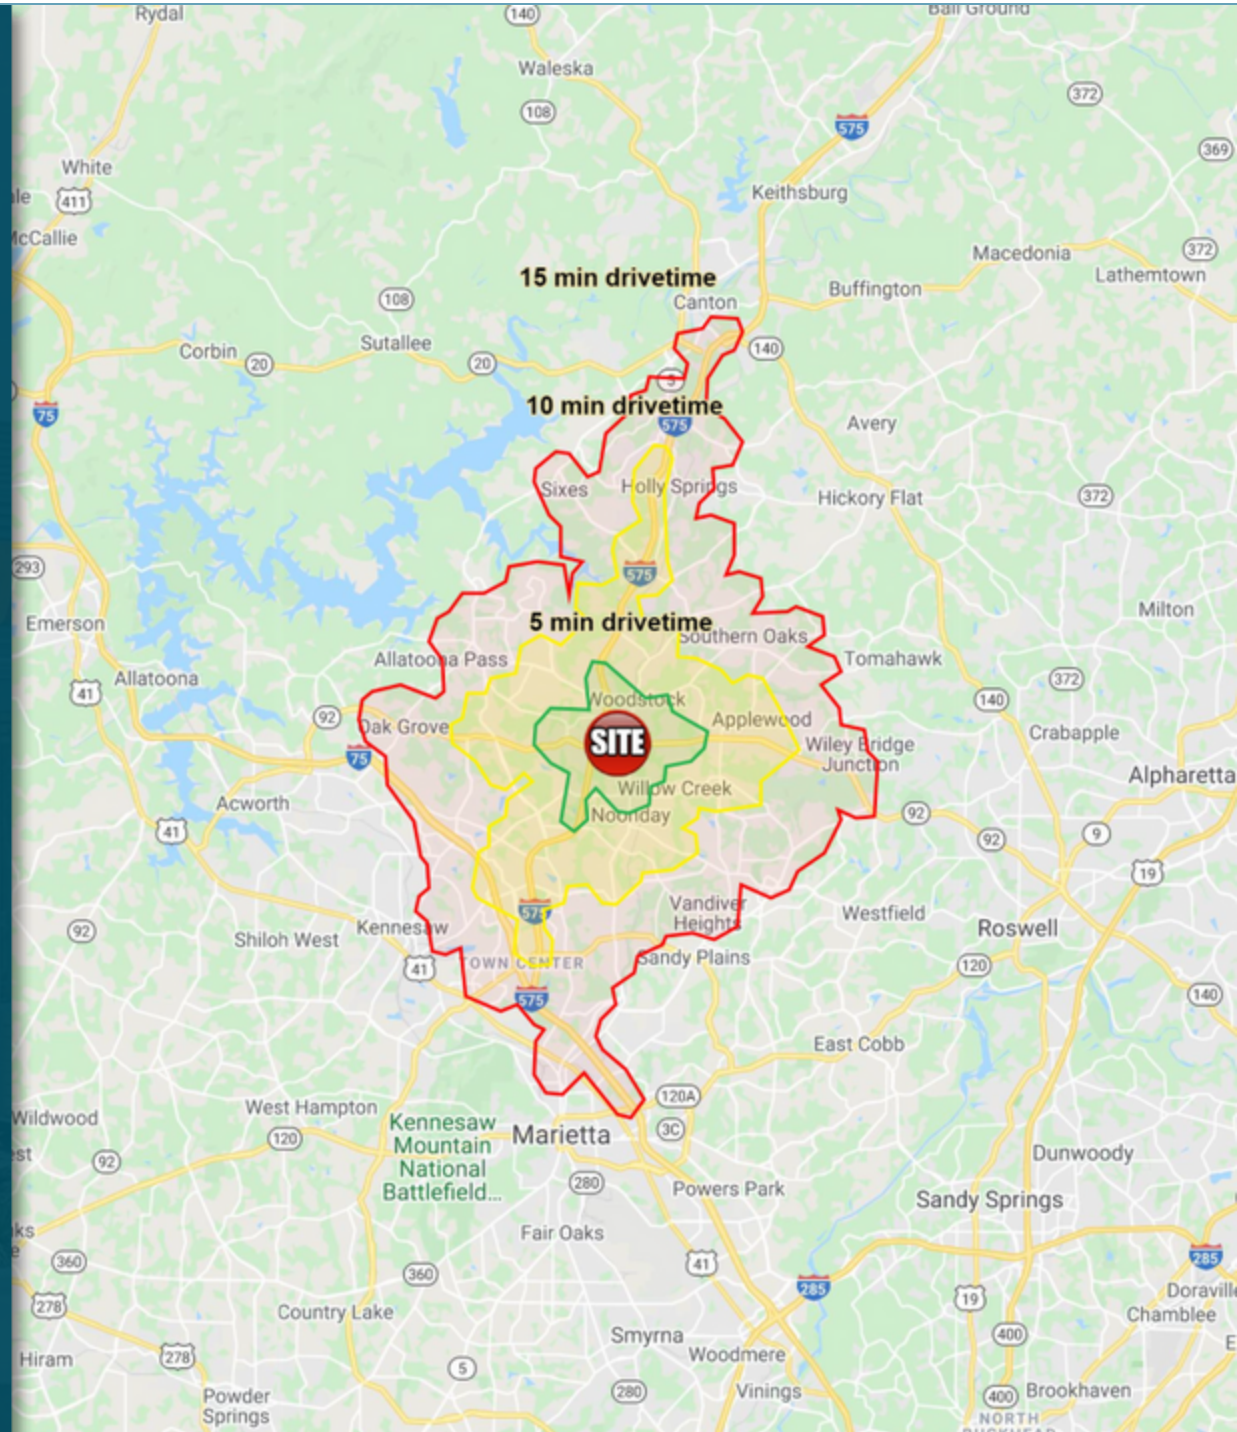 Rydal
140
Ball Ground
Waleska
108
372
575
369
White
411
Keithsburg
McCallie
Macedonia
372
Lathemtown
15 min drivetime
Buffington
108
Canton
Sutallee
140
Corbin
20
20
5
10 min drivetime
75
575
Avery
Sixes
Holly Springs
Hickory Flat
372
293
575
Emerson
5 min drivetime
Milton
Southern Oaks
Allatoona Pass
Tomahawk
Allatoona
372
41
Woodstock
140
92
Oak Grove
Applewood
Crabapple
SITE
Wiley Bridge
Junction
75
Alpharetta
Willow Creek
Acworth
Noonday
92
41
92
9
19
575
Vandiver
Heights
Westfield
92
Kennesaw
Roswell
Shiloh West
41
TOWN CENTER
Sandy Plains
120
575
140
East Cobb
120A
West Hampton
Wildwood
Kennesaw
Mountain
National
Battlefield...
120
Marietta
3C
92
Dunwoody
280
Powers Park
Sandy Springs
Fair Oaks
360
360
41
285
285
278
Country Lake
19
Doraville
Chamblee
Smyrna
400
Hiram
278
5
Woodmere
280
Vinings
400
Brookhaven
Powder
Springs
NORTH